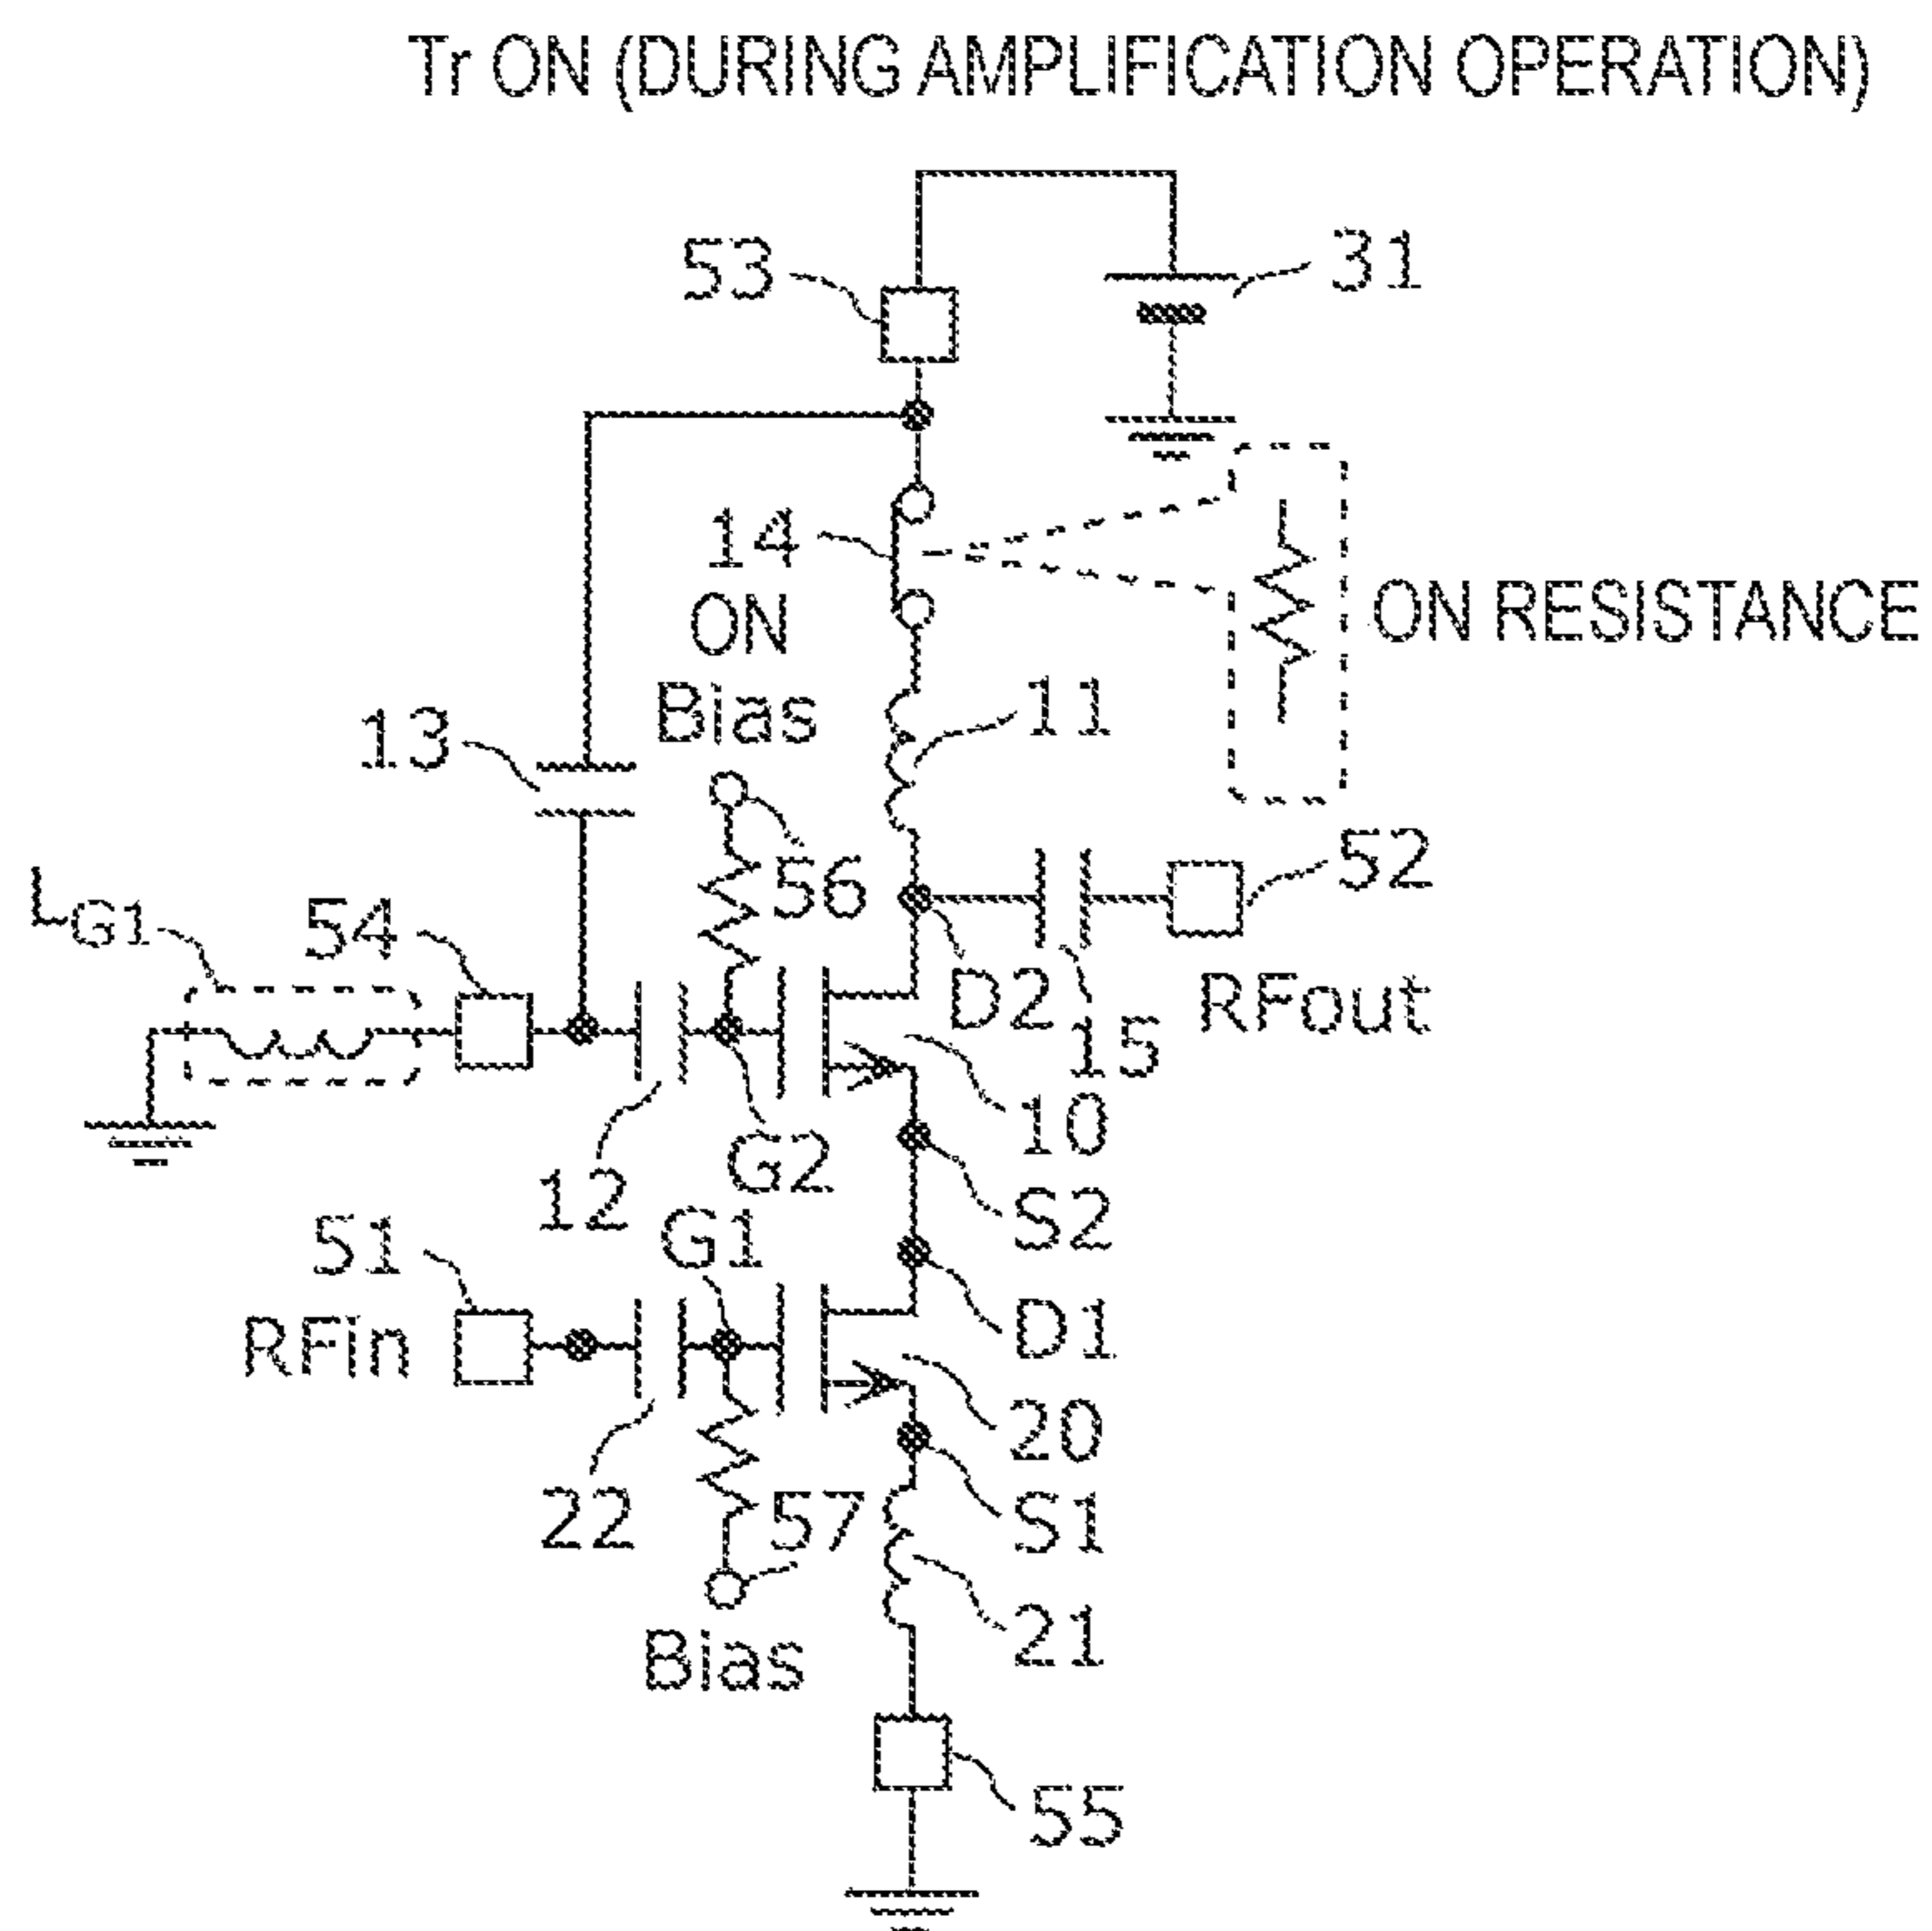 Tr ON (DURING AMPLIFICATION OPERATION)
53
31
14
ON
ON RESISTANCE
Bias
11
13
56
52
LG1
54
D2
RFout
15
10
12
G2
S2
51
G1
RFin
D1
20
22
57
S1
21
Bias
55